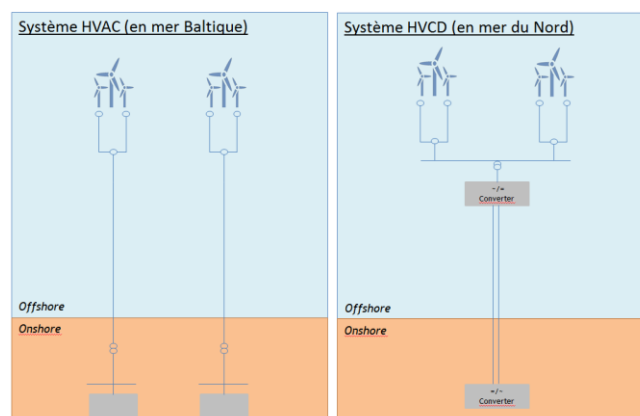 Système HVAC (en mer Baltique)
Offshore
Onshore
Système HVCD (en mer du Nord)
~/=
Converter
Offshore
Onshore
=/~
Converter